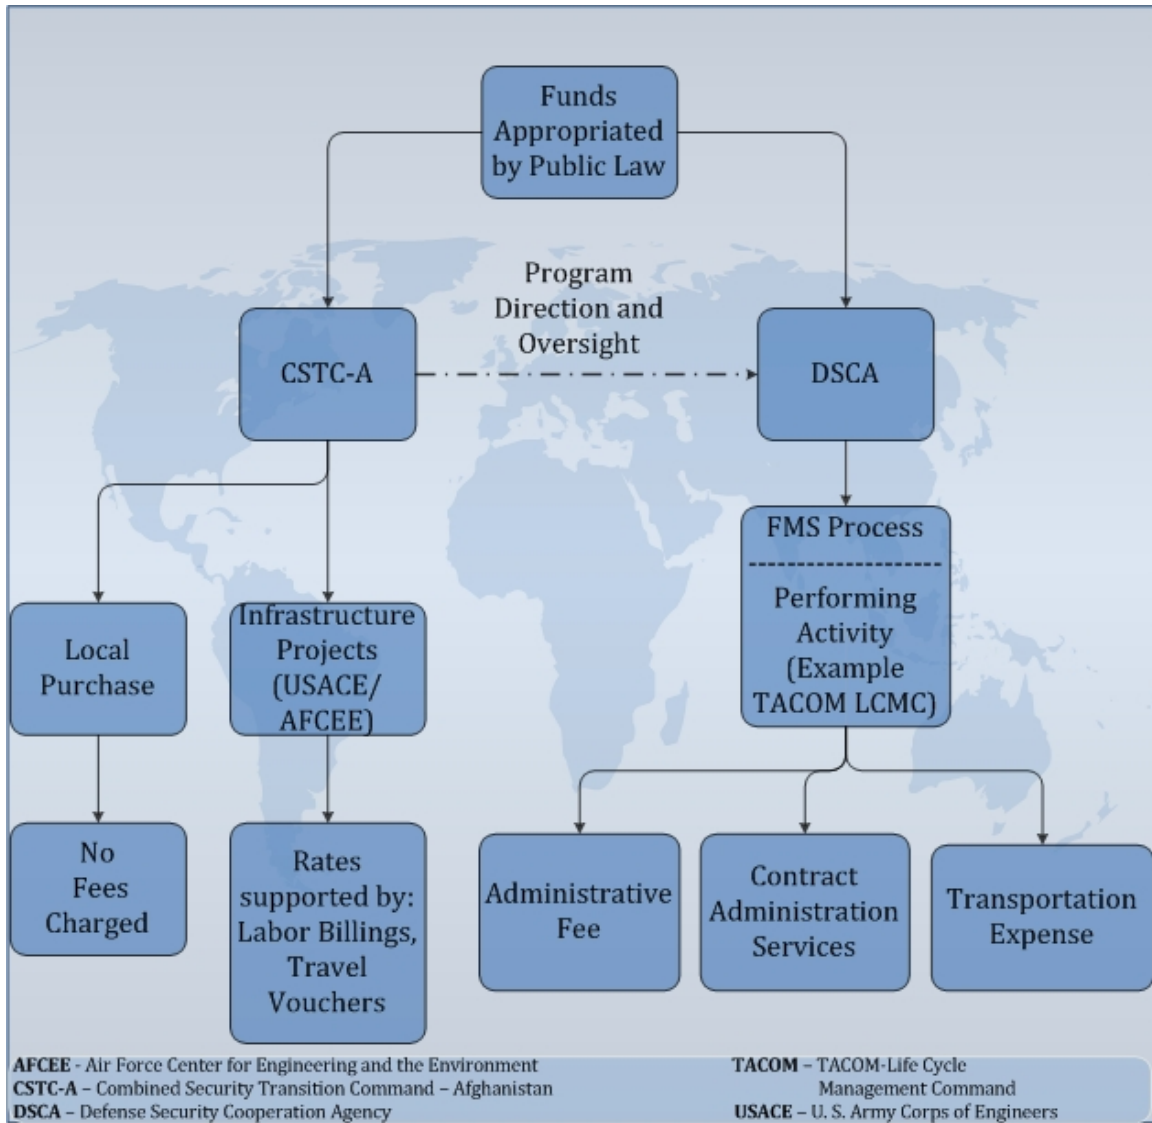 Funds
Appropriated
by Public Law
Program
Direction and
Oversight
CSTC-A
DSCA
FMS Process
Performing
Activity
(Example
TACOM LCMC)
Local
Purchase
Infrastructure
Projects
(USACE/
AFCEE)
No
Fees
Charged
Rates
supported by:
Labor Billings,
Travel
Vouchers
Administrative
Fee
Contract
Administration
Services
Transportation
Expense
AFCEE - Air Force Center for Engineering and the Environment
CSTC-A – Combined Security Transition Command – Afghanistan
DSCA – Defense Security Cooperation Agency
TACOM – TACOM-Life Cycle
Management Command
USACE – U. S. Army Corps of Engineers